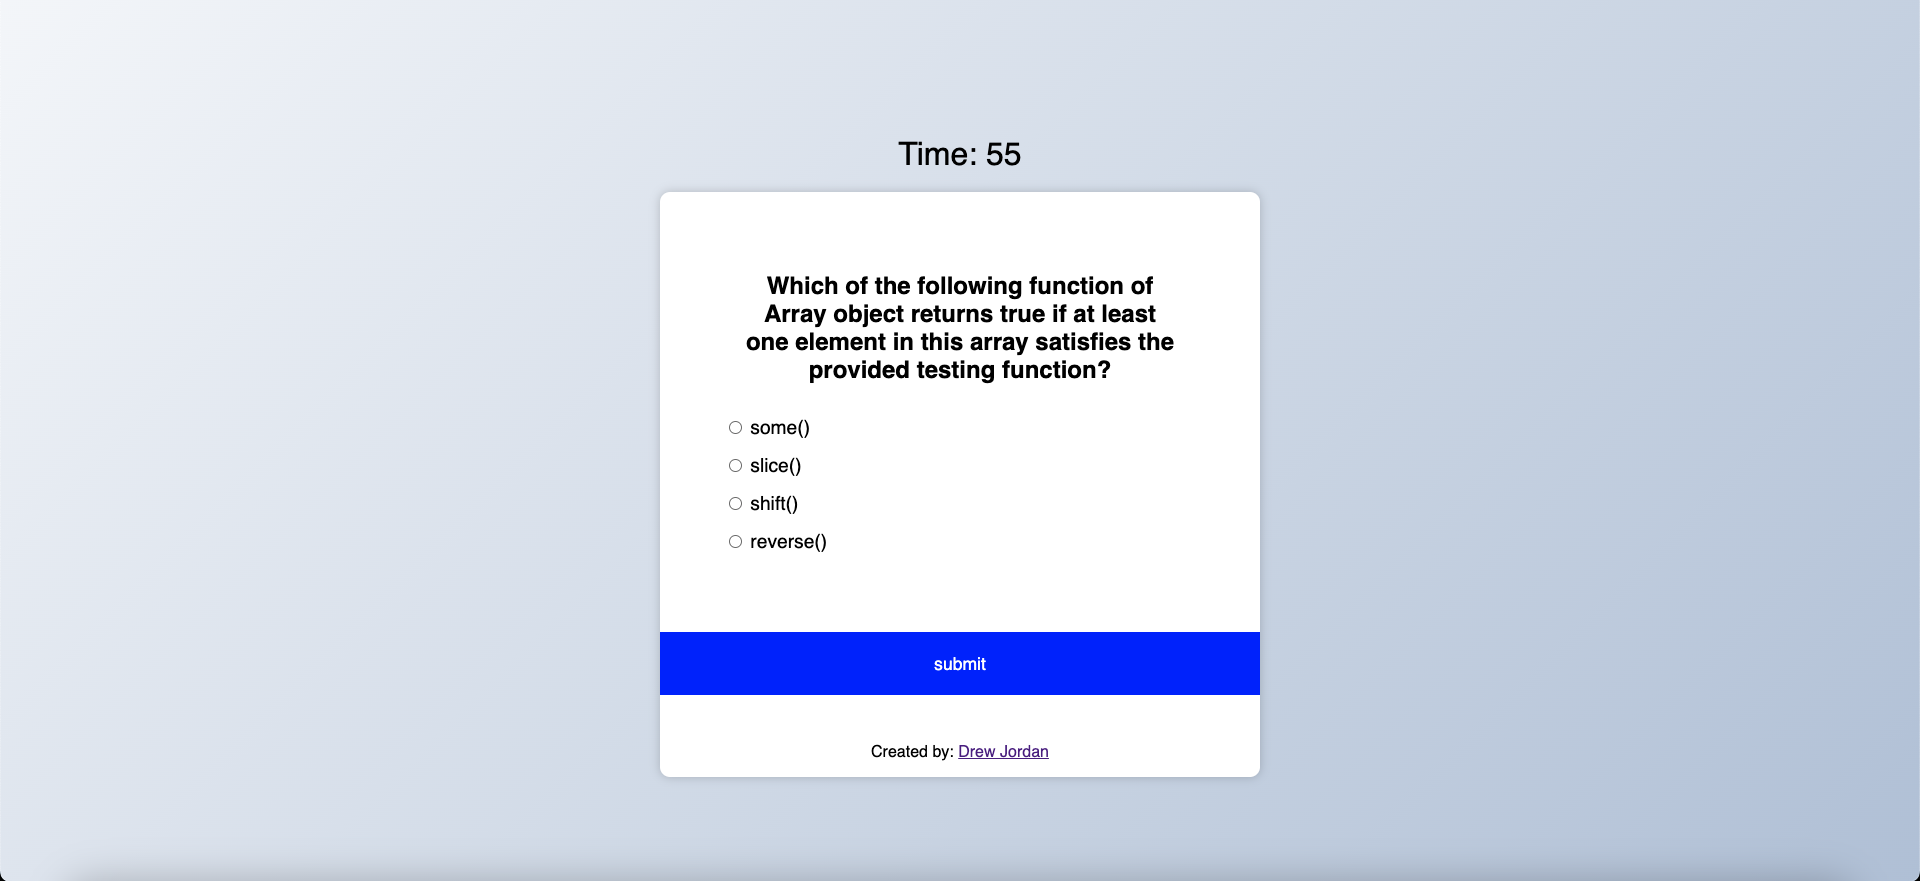 Time: 55
Which of the following function of
Array object returns true if at least
one element in this array satisfies the
provided testing function?
some()
slice()
shift()
reverse()
submit
Created by: Drew Jordan